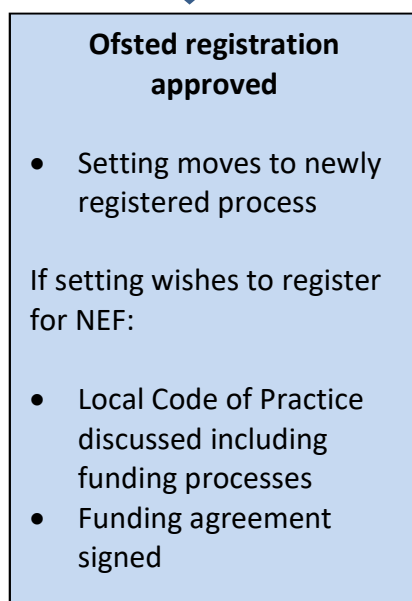 Ofsted registration
approved
• Setting moves to newly
registered process
If setting wishes to register
for NEF:
• Local Code of Practice
discussed including
funding processes
• Funding agreement
signed